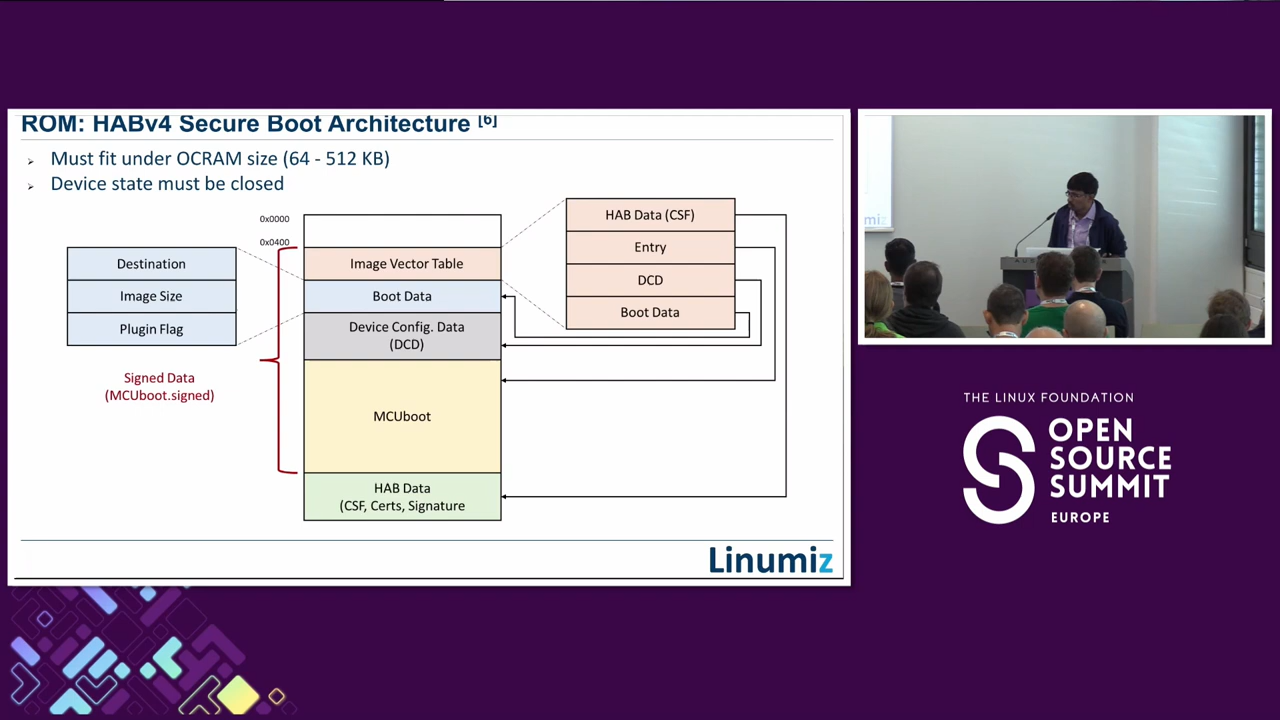 ROM: HABv4 Secure Boot Architecture [6]
Must fit under OCRAM size (64 - 512 KB)
Device state must be closed
0x0000
0x0400
Destination
Image Size
Plugin Flag
Signed Data
(MCUboot.signed)
Image Vector Table
Boot Data
Device Config. Data
(DCD)
MCUboot
HAB Data
(CSF, Certs, Signature
HAB Data (CSF)
Entry
DCD
Boot Data
Linumiz
miz
THE LINUX FOUNDATION
OPEN
SOURCE
SUMMIT
EUROPE